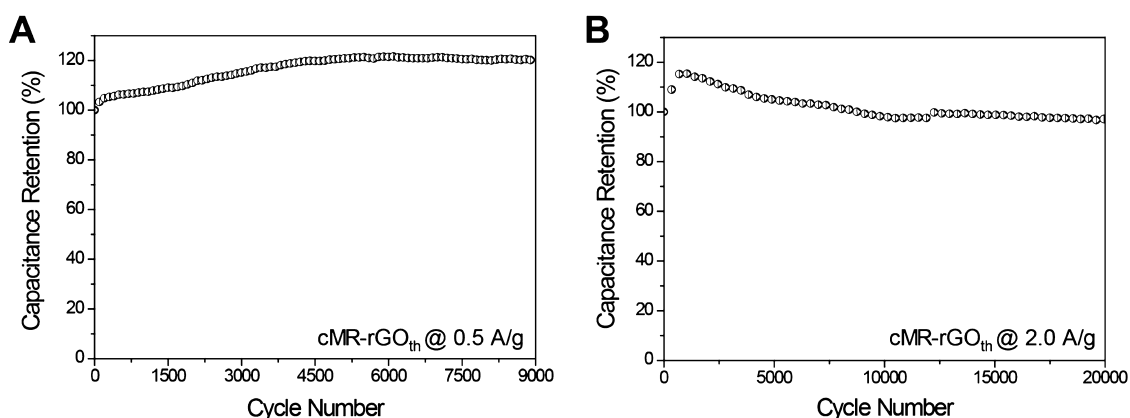 A
Capacitance Retention (%)
120
100
80
60
40
20
0
cMR-rGOth @ 0.5 A/g
0 1500 3000 4500 6000 7500 9000
Cycle Number
B
Capacitance Retention (%)
120
100
80
60
40
20
0
cMR-rGOth @ 2.0 A/g
0 5000 10000 15000 20000
Cycle Number